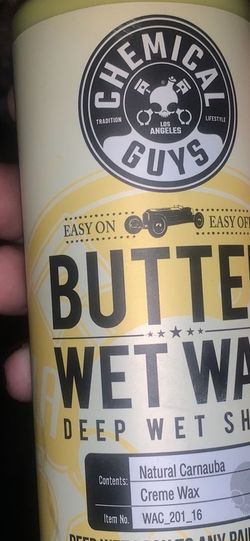 CHEMICAL
TRADITION
LOS ANGELES
LIFESTYLE
GUYS
EASY ON
EASY OFF
BUTTE
WET WA
DEEP WET SH
Contents: Natural Carnauba
Creme Wax
Item No. WAC_201_16